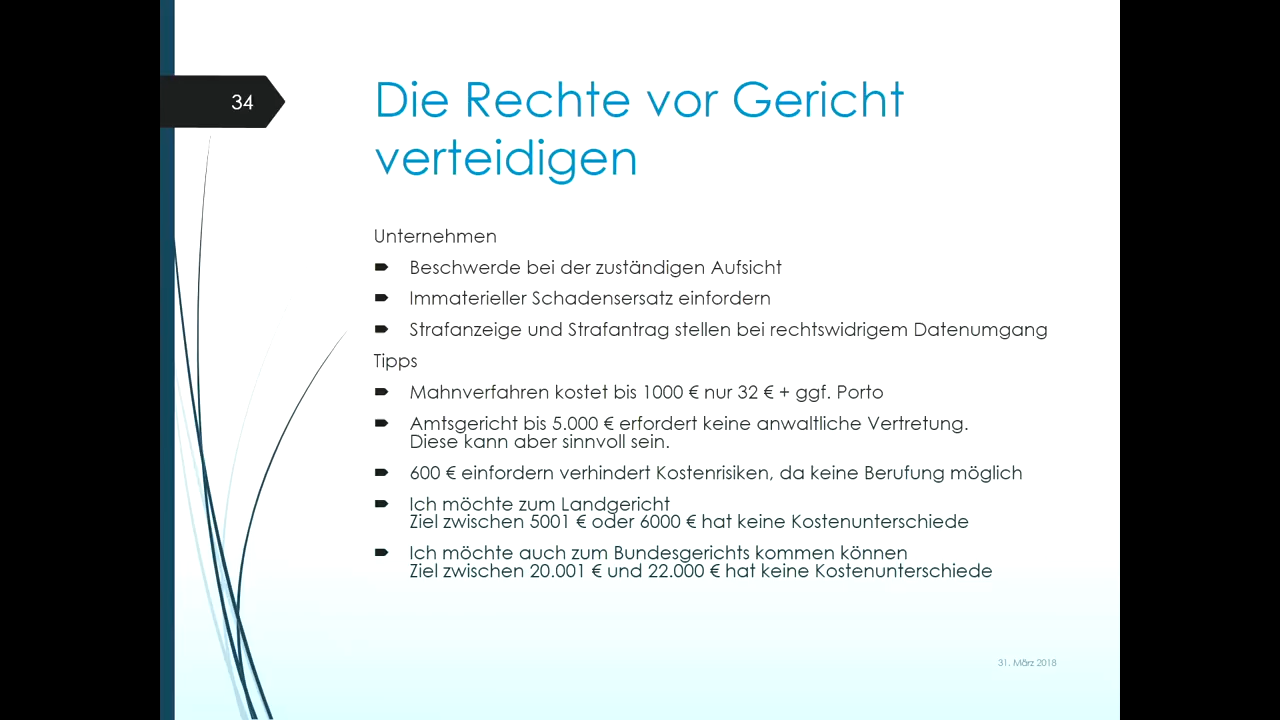 34
Die Rechte vor Gericht
verteidigen
Unternehmen
Beschwerde bei der zuständigen Aufsicht
Immaterieller Schadensersatz einfordern
Strafanzeige und Strafantrag stellen bei rechtswidrigem Datenumgang
Tipps
Mahnverfahren kostet bis 1000 € nur 32 € + ggf. Porto
Amtsgericht bis 5.000 € erfordert keine anwaltliche Vertretung.
Diese kann aber sinnvoll sein.
600 € einfordern verhindert Kostenrisiken, da keine Berufung möglich
Ich möchte zum Landgericht
Ziel zwischen 5001 € oder 6000 € hat keine Kostenunterschiede
Ich möchte auch zum Bundesgerichts kommen können
Ziel zwischen 20.001 € und 22.000 € hat keine Kostenunterschiede
31. März 2018